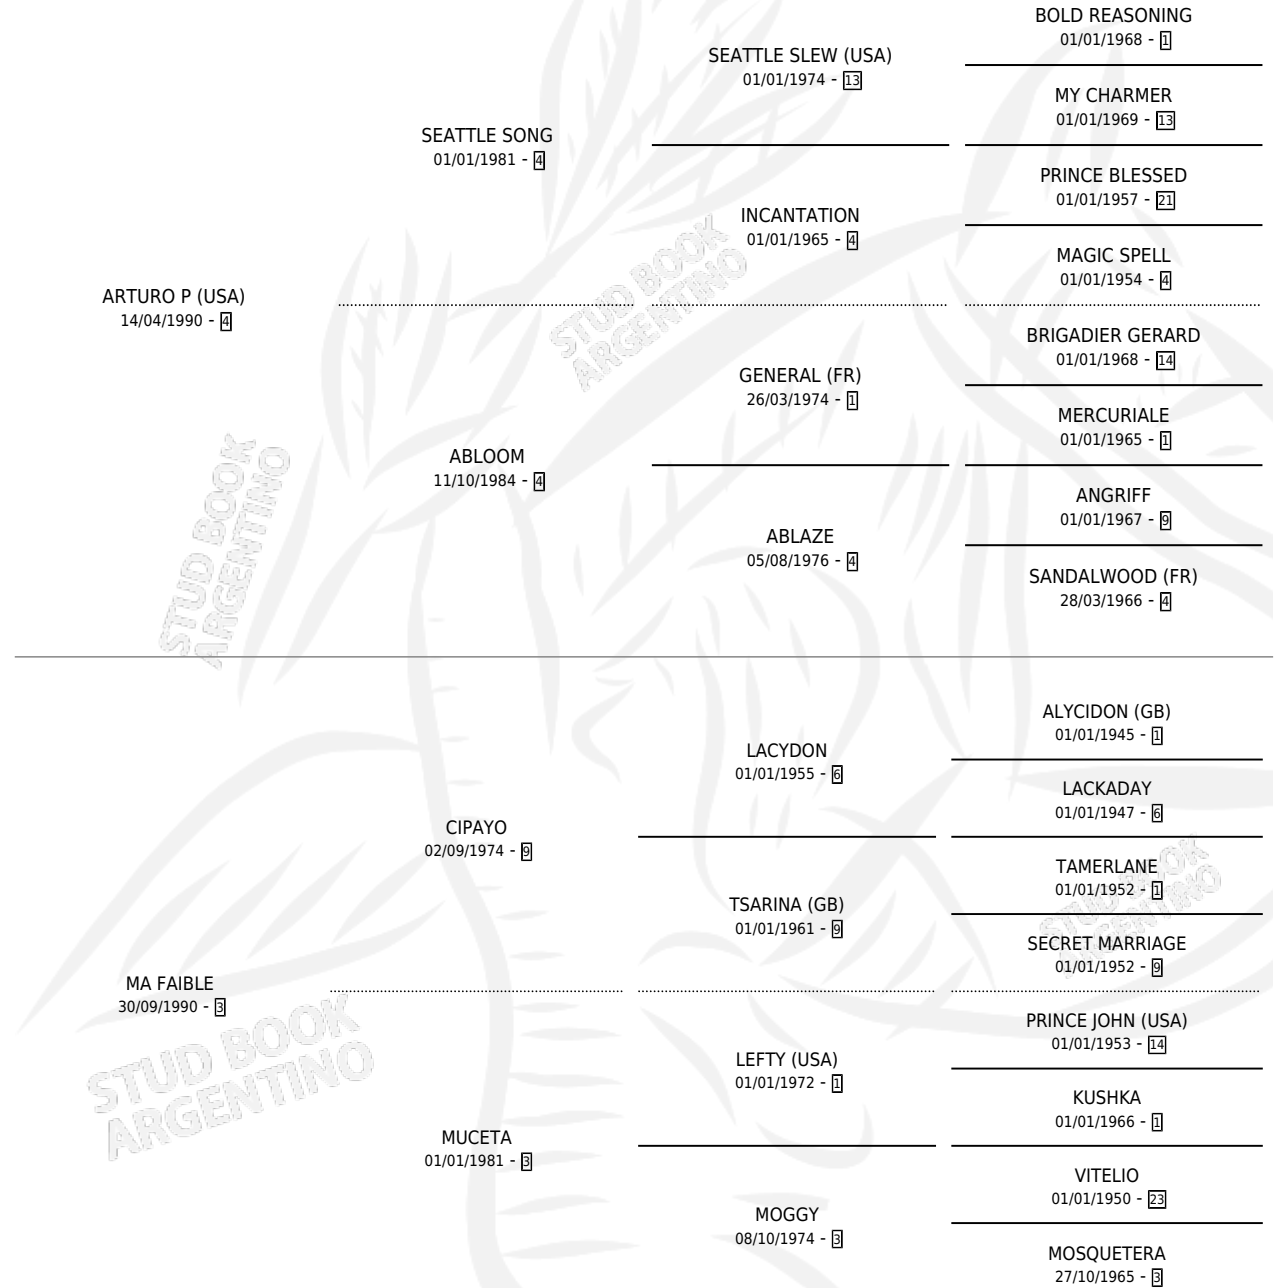 BOLD REASONING
01/01/1968 - 1
SEATTLE SLEW (USA)
01/01/1974 - 13
MY CHARMER
01/01/1969 - 13
SEATTLE SONG
01/01/1981 - 4
PRINCE BLESSED
01/01/1957 - 21
INCANTATION
01/01/1965 - 4
MAGIC SPELL
01/01/1954 - 4
ARTURO P (USA)
14/04/1990 - 4
STUD BOOK
ARGENTINO
BRIGADIER GERARD
01/01/1968 - 14
GENERAL (FR)
26/03/1974 - 1
MERCURIALE
01/01/1965 - 1
ABLOOM
11/10/1984 - 4
ANGRIFF
01/01/1967 - 9
ABLAZE
05/08/1976 - 4
SANDALWOOD (FR)
28/03/1966 - 4
STUD BOOK
ARGENTINO
ALYCIDON (GB)
01/01/1945 - 1
LACYDON
01/01/1955 - 6
LACKADAY
01/01/1947 - 6
CIPAYO
02/09/1974 - 9
TAMERLANE
01/01/1952 - 1
TSARINA (GB)
01/01/1961 - 9
SECRET MARRIAGE
01/01/1952 - 9
STUD BOOK
ARGENTINO
MA FAIBLE
30/09/1990 - 3
PRINCE JOHN (USA)
01/01/1953 - 14
LEFTY (USA)
01/01/1972 - 1
KUSHKA
01/01/1966 - 1
STUD BOOK
ARGENTINO
MUCETA
01/01/1981 - 3
VITELIO
01/01/1950 - 23
MOGGY
08/10/1974 - 3
MOSQUETERA
27/10/1965 - 3